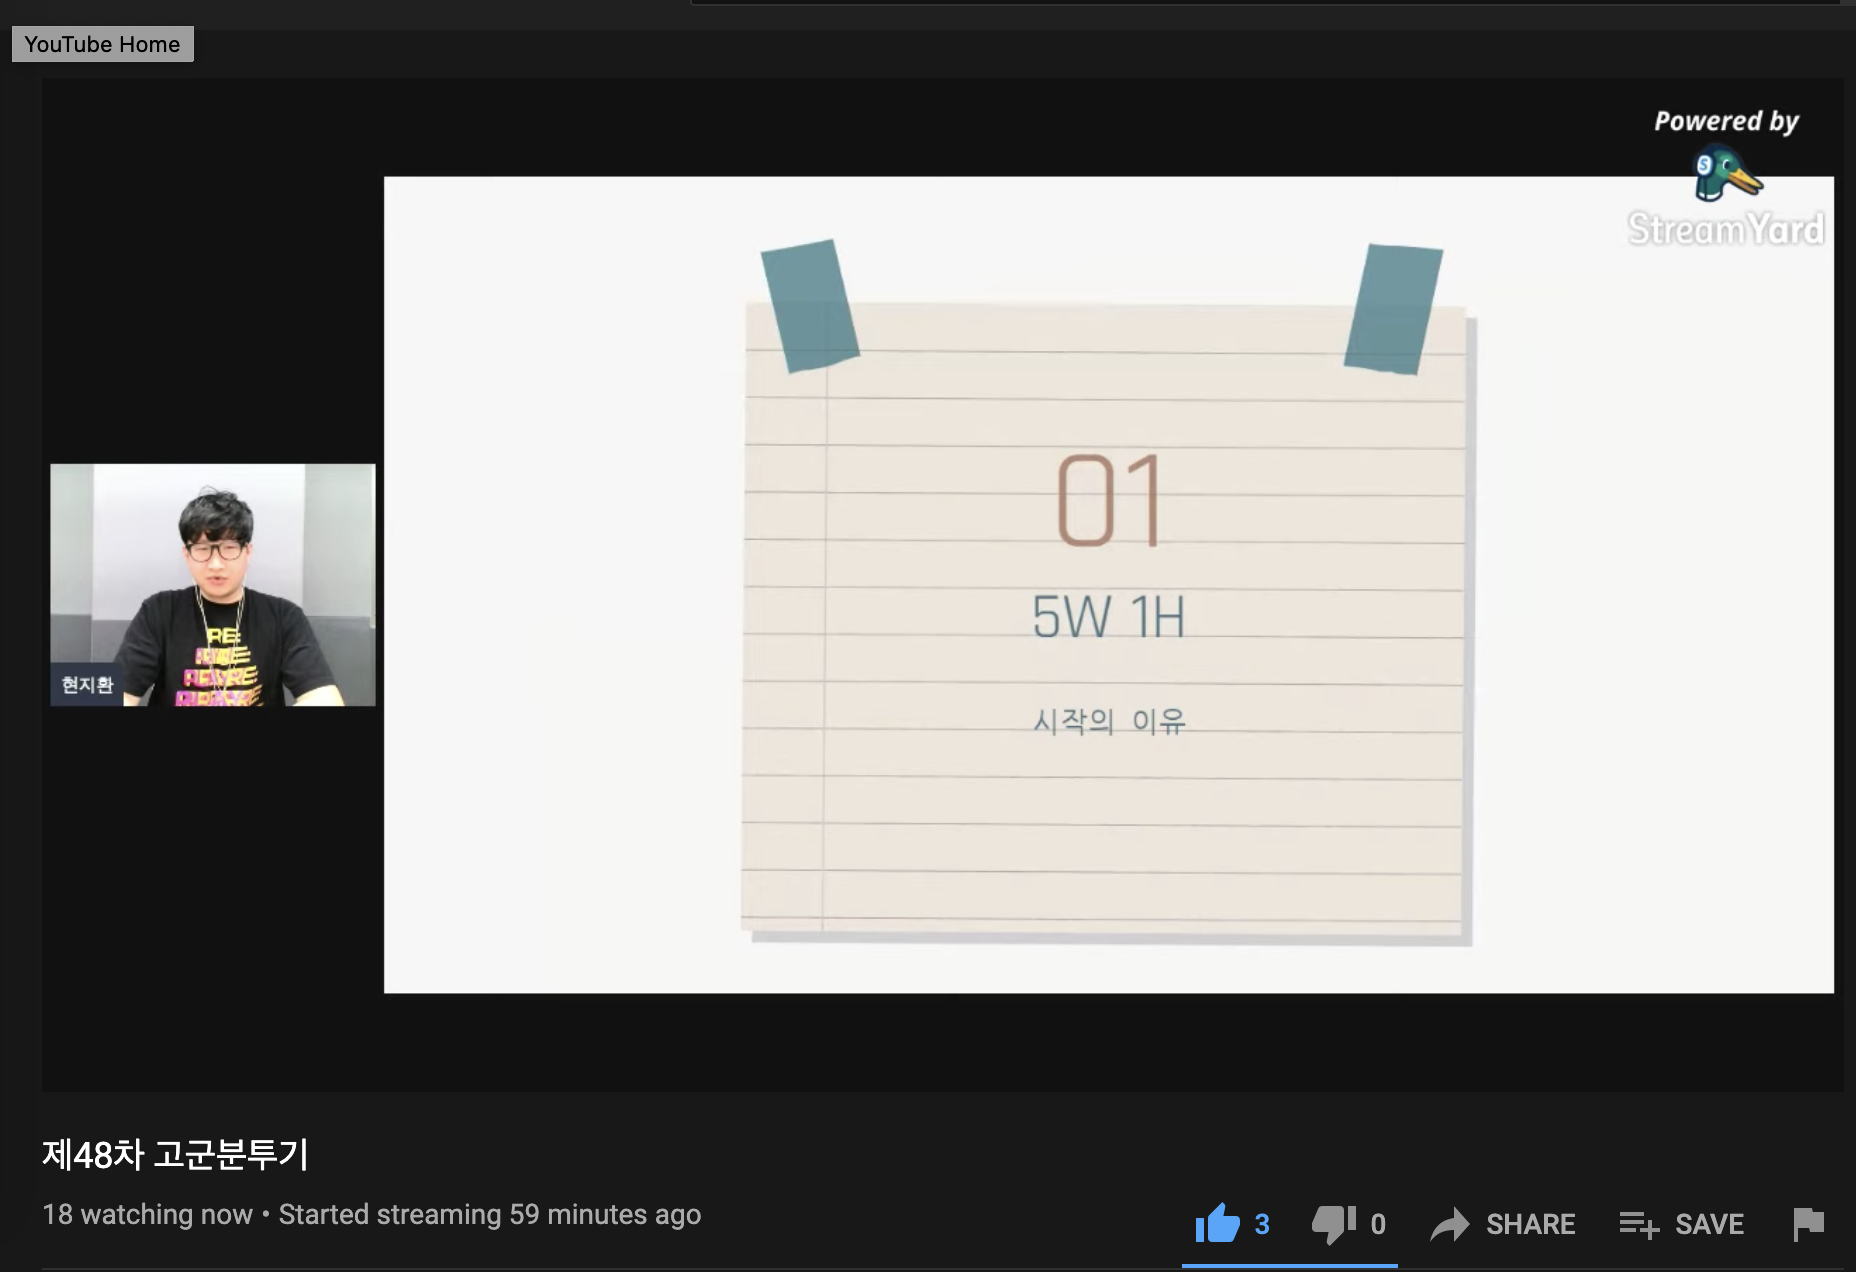 YouTube Home
Powered by
StreamYard
01
5W 1H
시작의 이유
RE:
현지환
제48차 고군분투기
18 watching now • Started streaming 59 minutes ago
3
0
SHARE
SAVE